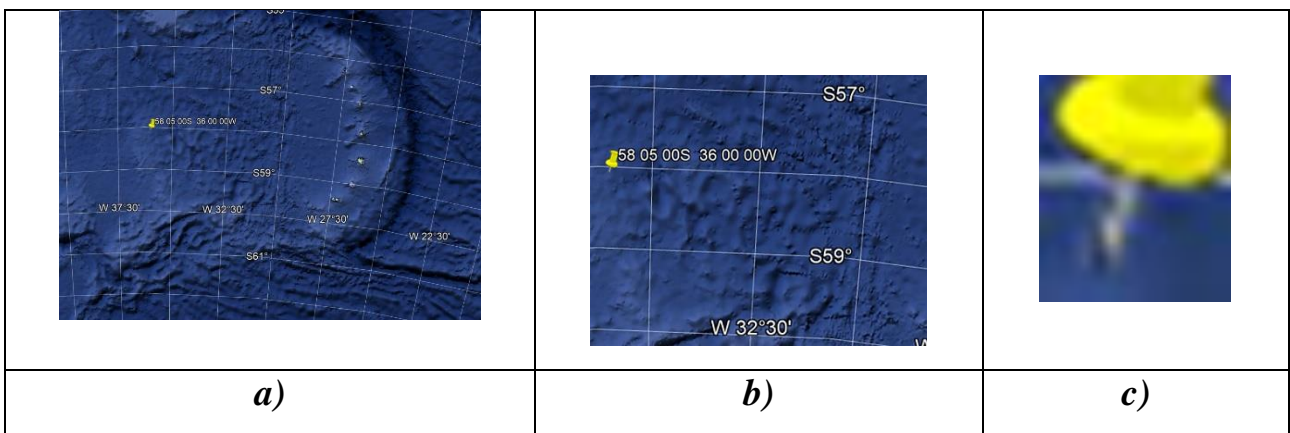 S55°
S57°
58 05 00S 36 00 00W
S59°
W 37°30'
W 32°30'
W 27°30'
W 22°30'
S61°
S57°
58 05 00S 36 00 00W
S59°
W 32°30'
W
a)
b)
c)